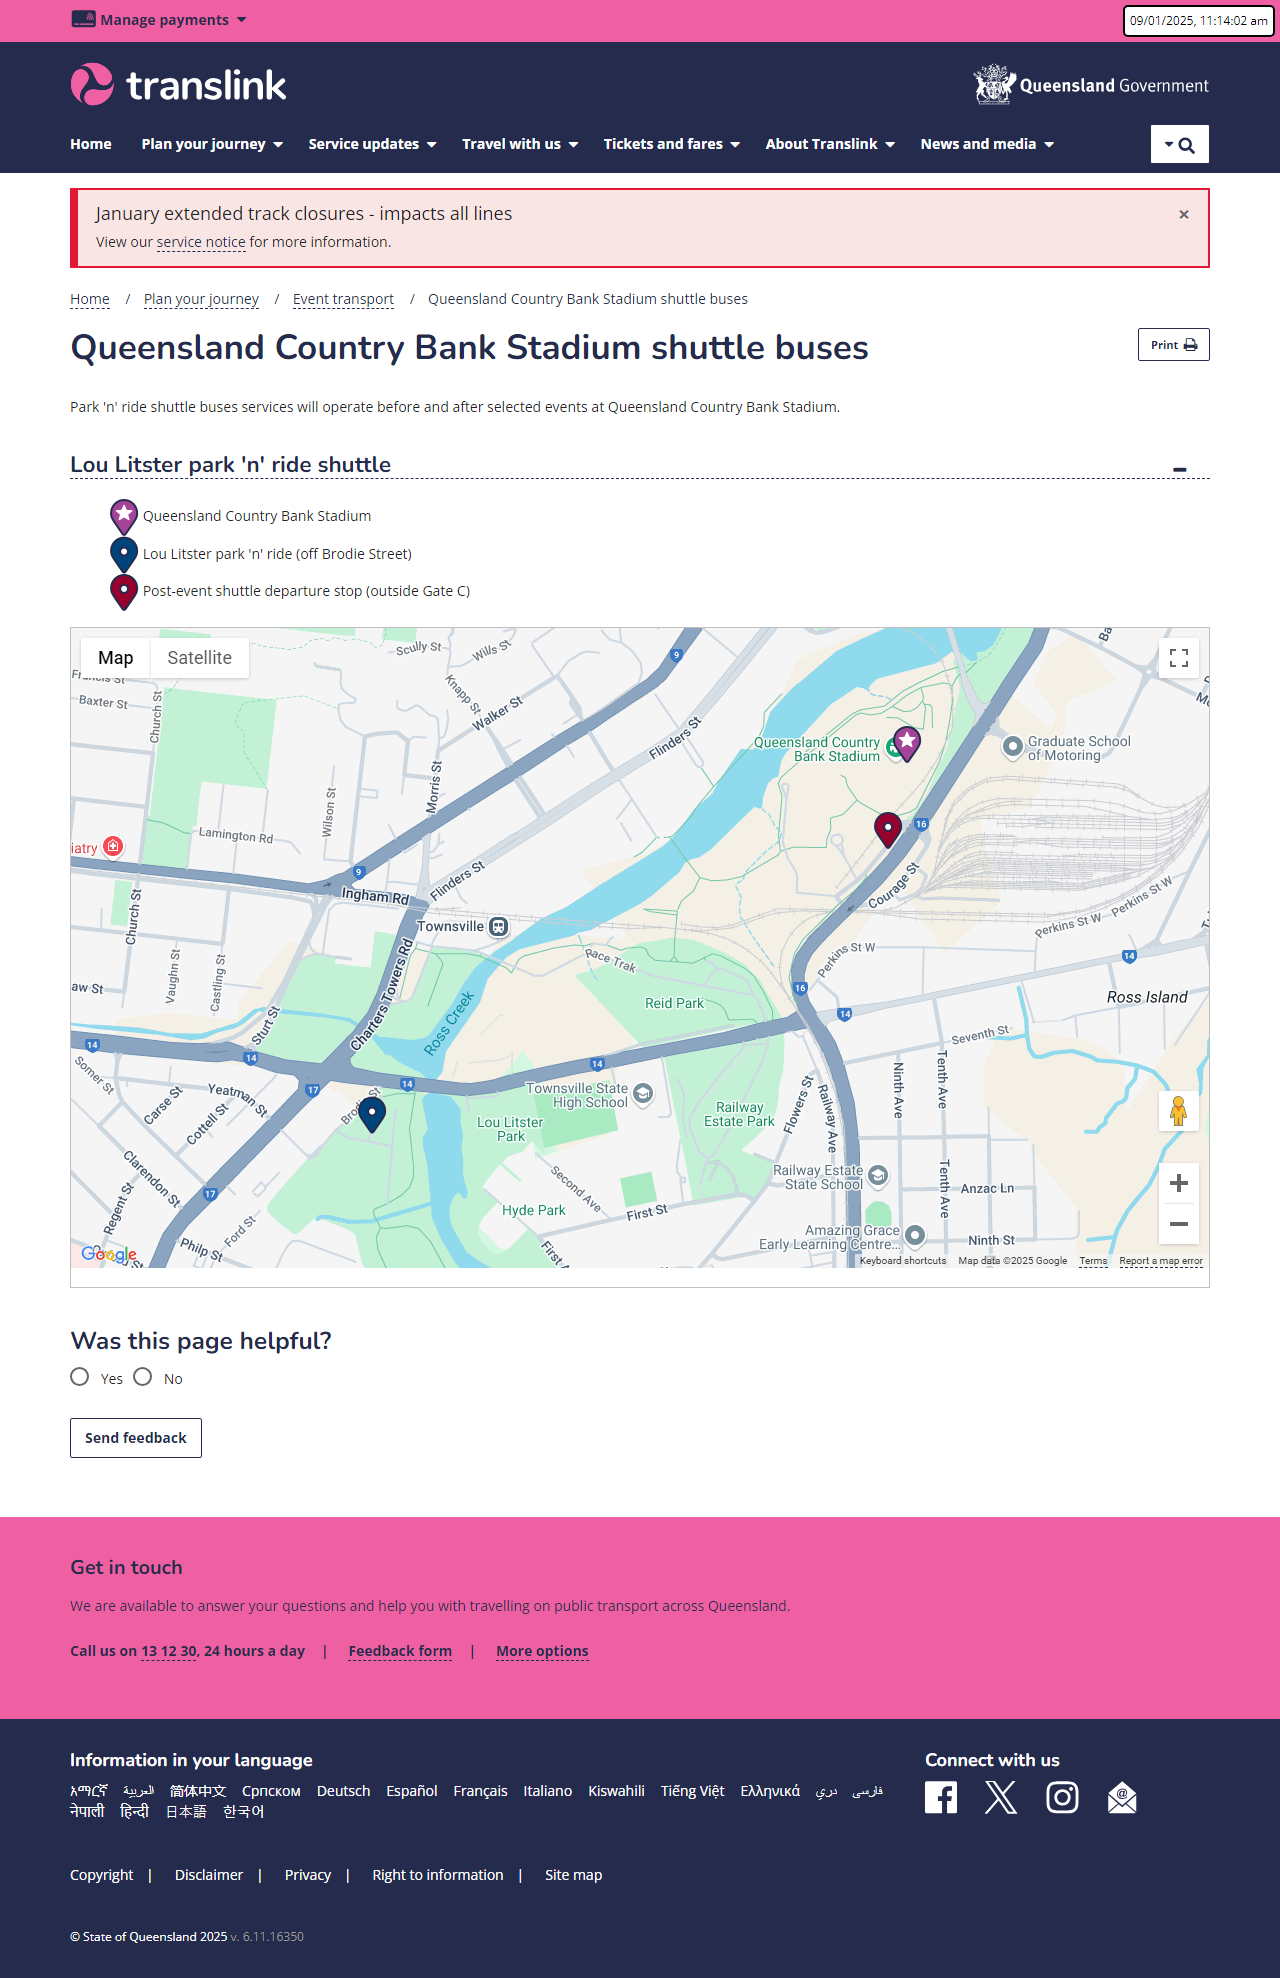 Manage payments
09/01/2025, 11:14:02 am
translink
Queensland Government
Home Plan your journey Service updates Travel with us Tickets and fares About Translink News and media
January extended track closures - impacts all lines
×
View our service notice for more information.
Home / Plan your journey / Event transport / Queensland Country Bank Stadium shuttle buses
Queensland Country Bank Stadium shuttle buses
Print
Park 'n' ride shuttle buses services will operate before and after selected events at Queensland Country Bank Stadium.
Lou Litster park 'n' ride shuttle
Queensland Country Bank Stadium
Lou Litster park 'n' ride (off Brodie Street)
Post-event shuttle departure stop (outside Gate C)
Map Satellite
Scully St
Wills St
9
Francis St
Baxter St
Church St
Knapp St
Walker St
Flinders St
Queensland Country
Bank Stadium
Graduate School
of Motoring
Morris St
Wilson St
Lamington Rd
iatry
16
9
Ingham Rd
Flinders St
Courage St
Perkins St W
Perkins St W
Church St
Townsville
Charters Towers Rd
Race Trak
Perkins St W
14
Vaughn St
Castling St
aw St
16
Reid Park
Ross Island
Ross Creek
Sturt St
14
Seventh St
14
14
14
14
17
Somer St
Yeatman St
Carse St
Cottell St
Townsville State
High School
Lou Litster
Park
Railway
Estate Park
Flowers St
Railway Ave
Ninth Ave
Tenth Ave
Clarendon St
Regent St
17
Ford St
Philp St
Second Ave
Hyde Park
First St
Railway Estate
State School
Tenth Ave
Anzac Ln
Amazing Grace
Early Learning Centre...
Ninth St
Google
Keyboard shortcuts Map data ©2025 Google Terms Report a map error
Was this page helpful?
Yes No
Send feedback
Get in touch
We are available to answer your questions and help you with travelling on public transport across Queensland.
Call us on 13 12 30, 24 hours a day | Feedback form | More options
Information in your language
አማርኛ العربية 简体中文 Српском Deutsch Español Français Italiano Kiswahili Tiếng Việt Ελληνικά دری فارسی
नेपाली हिन्दी 日本語 한국어
Connect with us
Copyright | Disclaimer | Privacy | Right to information | Site map
© State of Queensland 2025 v. 6.11.16350